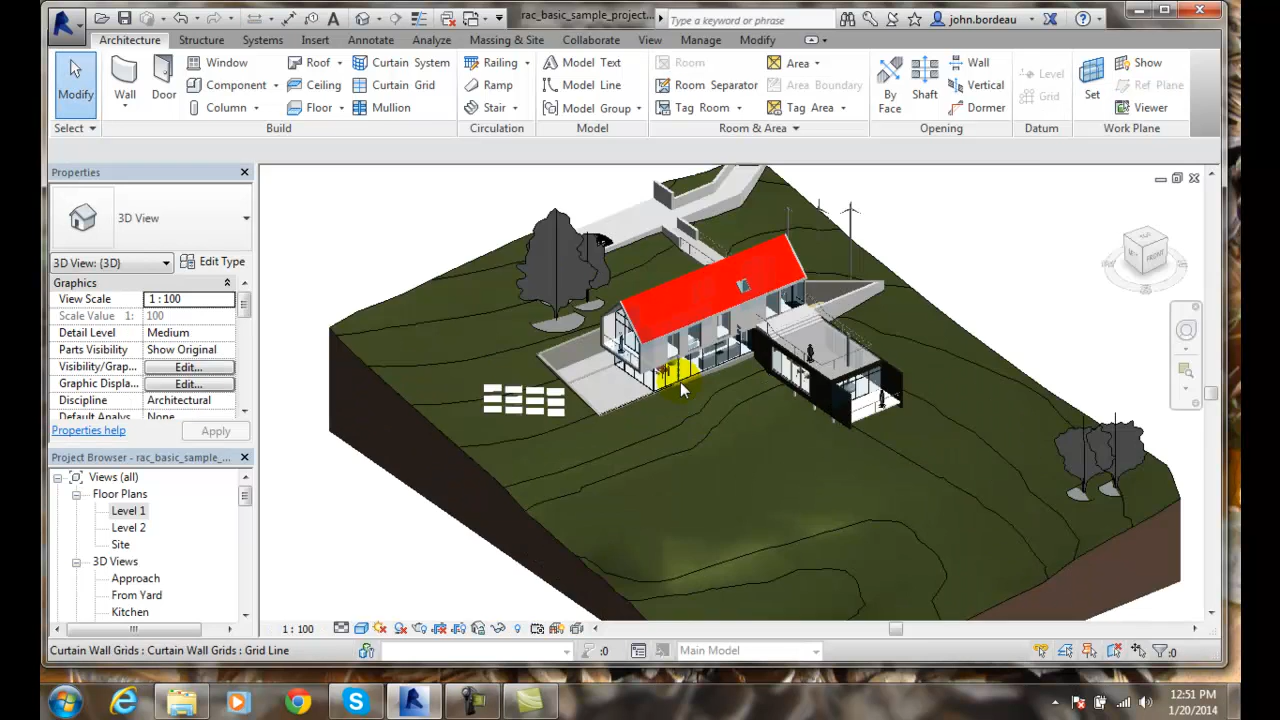 rac_basic_sample_project...
Type a keyword or phrase
john.bordeau
Architecture Structure Systems Insert Annotate Analyze Massing & Site Collaborate View Manage Modify
Modify
Wall
Door
Window
Component
Column
Roof
Ceiling
Floor
Curtain System
Curtain Grid
Mullion
Railing
Ramp
Stair
Model Text
Model Line
Model Group
Room
Room Separator
Tag Room
Area
Area Boundary
Tag Area
By Face
Shaft
Wall
Vertical
Dormer
Level
Grid
Set
Show
Ref Plane
Viewer
Select Build Circulation Model Room & Area Opening Datum Work Plane
Properties
3D View
3D View: {3D} Edit Type
Graphics
View Scale 1 : 100
Scale Value 1: 100
Detail Level Medium
Parts Visibility Show Original
Visibility/Grap... Edit...
Graphic Displa... Edit...
Discipline Architectural
Default Analys None
Properties help Apply
Project Browser - rac_basic_sample_...
Views (all)
Floor Plans
Level 1
Level 2
Site
3D Views
Approach
From Yard
Kitchen
FRONT
1 : 100
Curtain Wall Grids : Curtain Wall Grids : Grid Line
:0
Main Model
:0
12:51 PM
1/20/2014